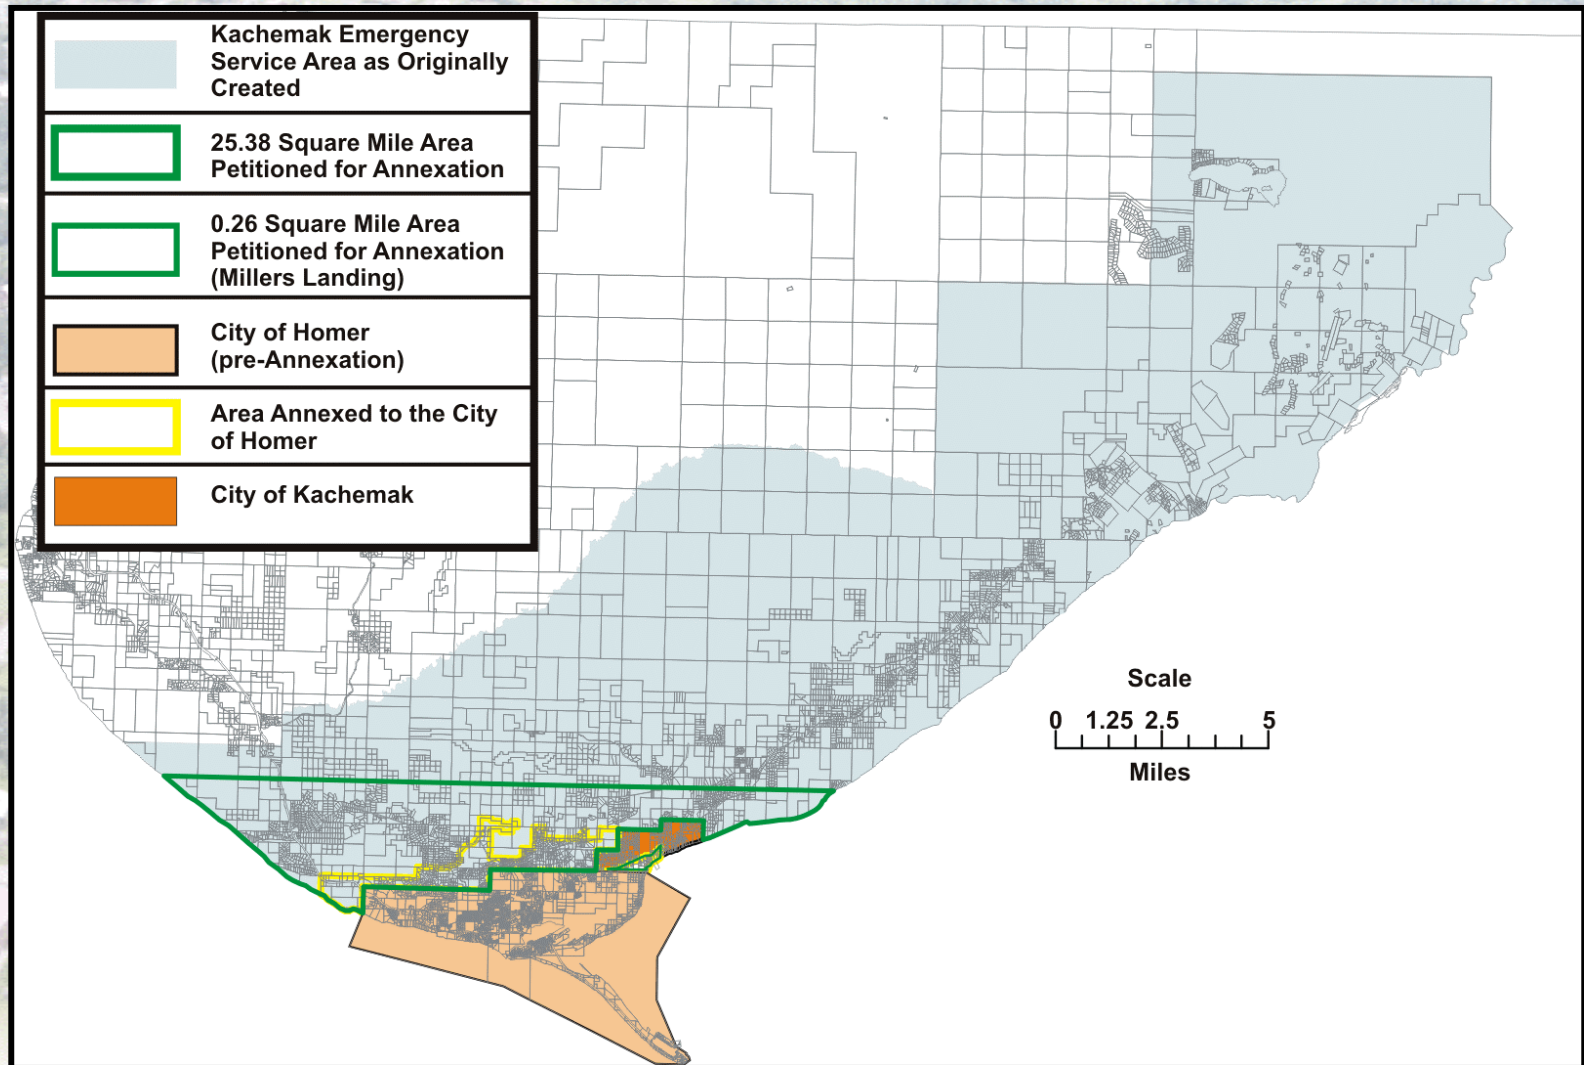 Kachemak Emergency
Service Area as Originally
Created
25.38 Square Mile Area
Petitioned for Annexation
0.26 Square Mile Area
Petitioned for Annexation
(Millers Landing)
City of Homer
(pre-Annexation)
Area Annexed to the City
of Homer
City of Kachemak
Scale
0 1.25 2.5 5
Miles